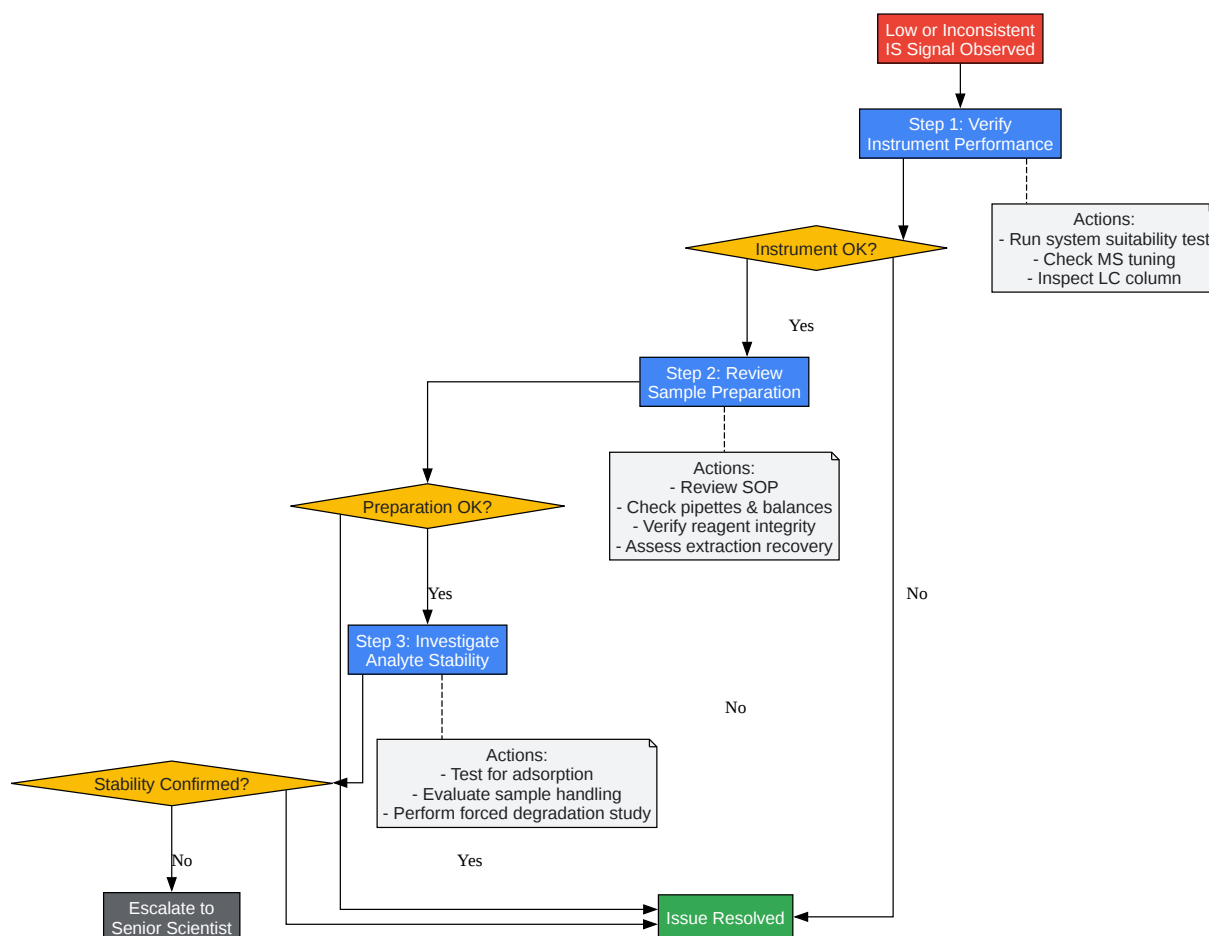 Low or Inconsistent
IS Signal Observed
Step 1: Verify
Instrument Performance
Actions:
- Run system suitability test
- Check MS tuning
- Inspect LC column
Instrument OK?
Yes
Step 2: Review
Sample Preparation
Actions:
- Review SOP
- Check pipettes & balances
- Verify reagent integrity
- Assess extraction recovery
Preparation OK?
Yes
No
Step 3: Investigate
Analyte Stability
No
Actions:
- Test for adsorption
- Evaluate sample handling
- Perform forced degradation study
Stability Confirmed?
No
Yes
Escalate to
Senior Scientist
Issue Resolved